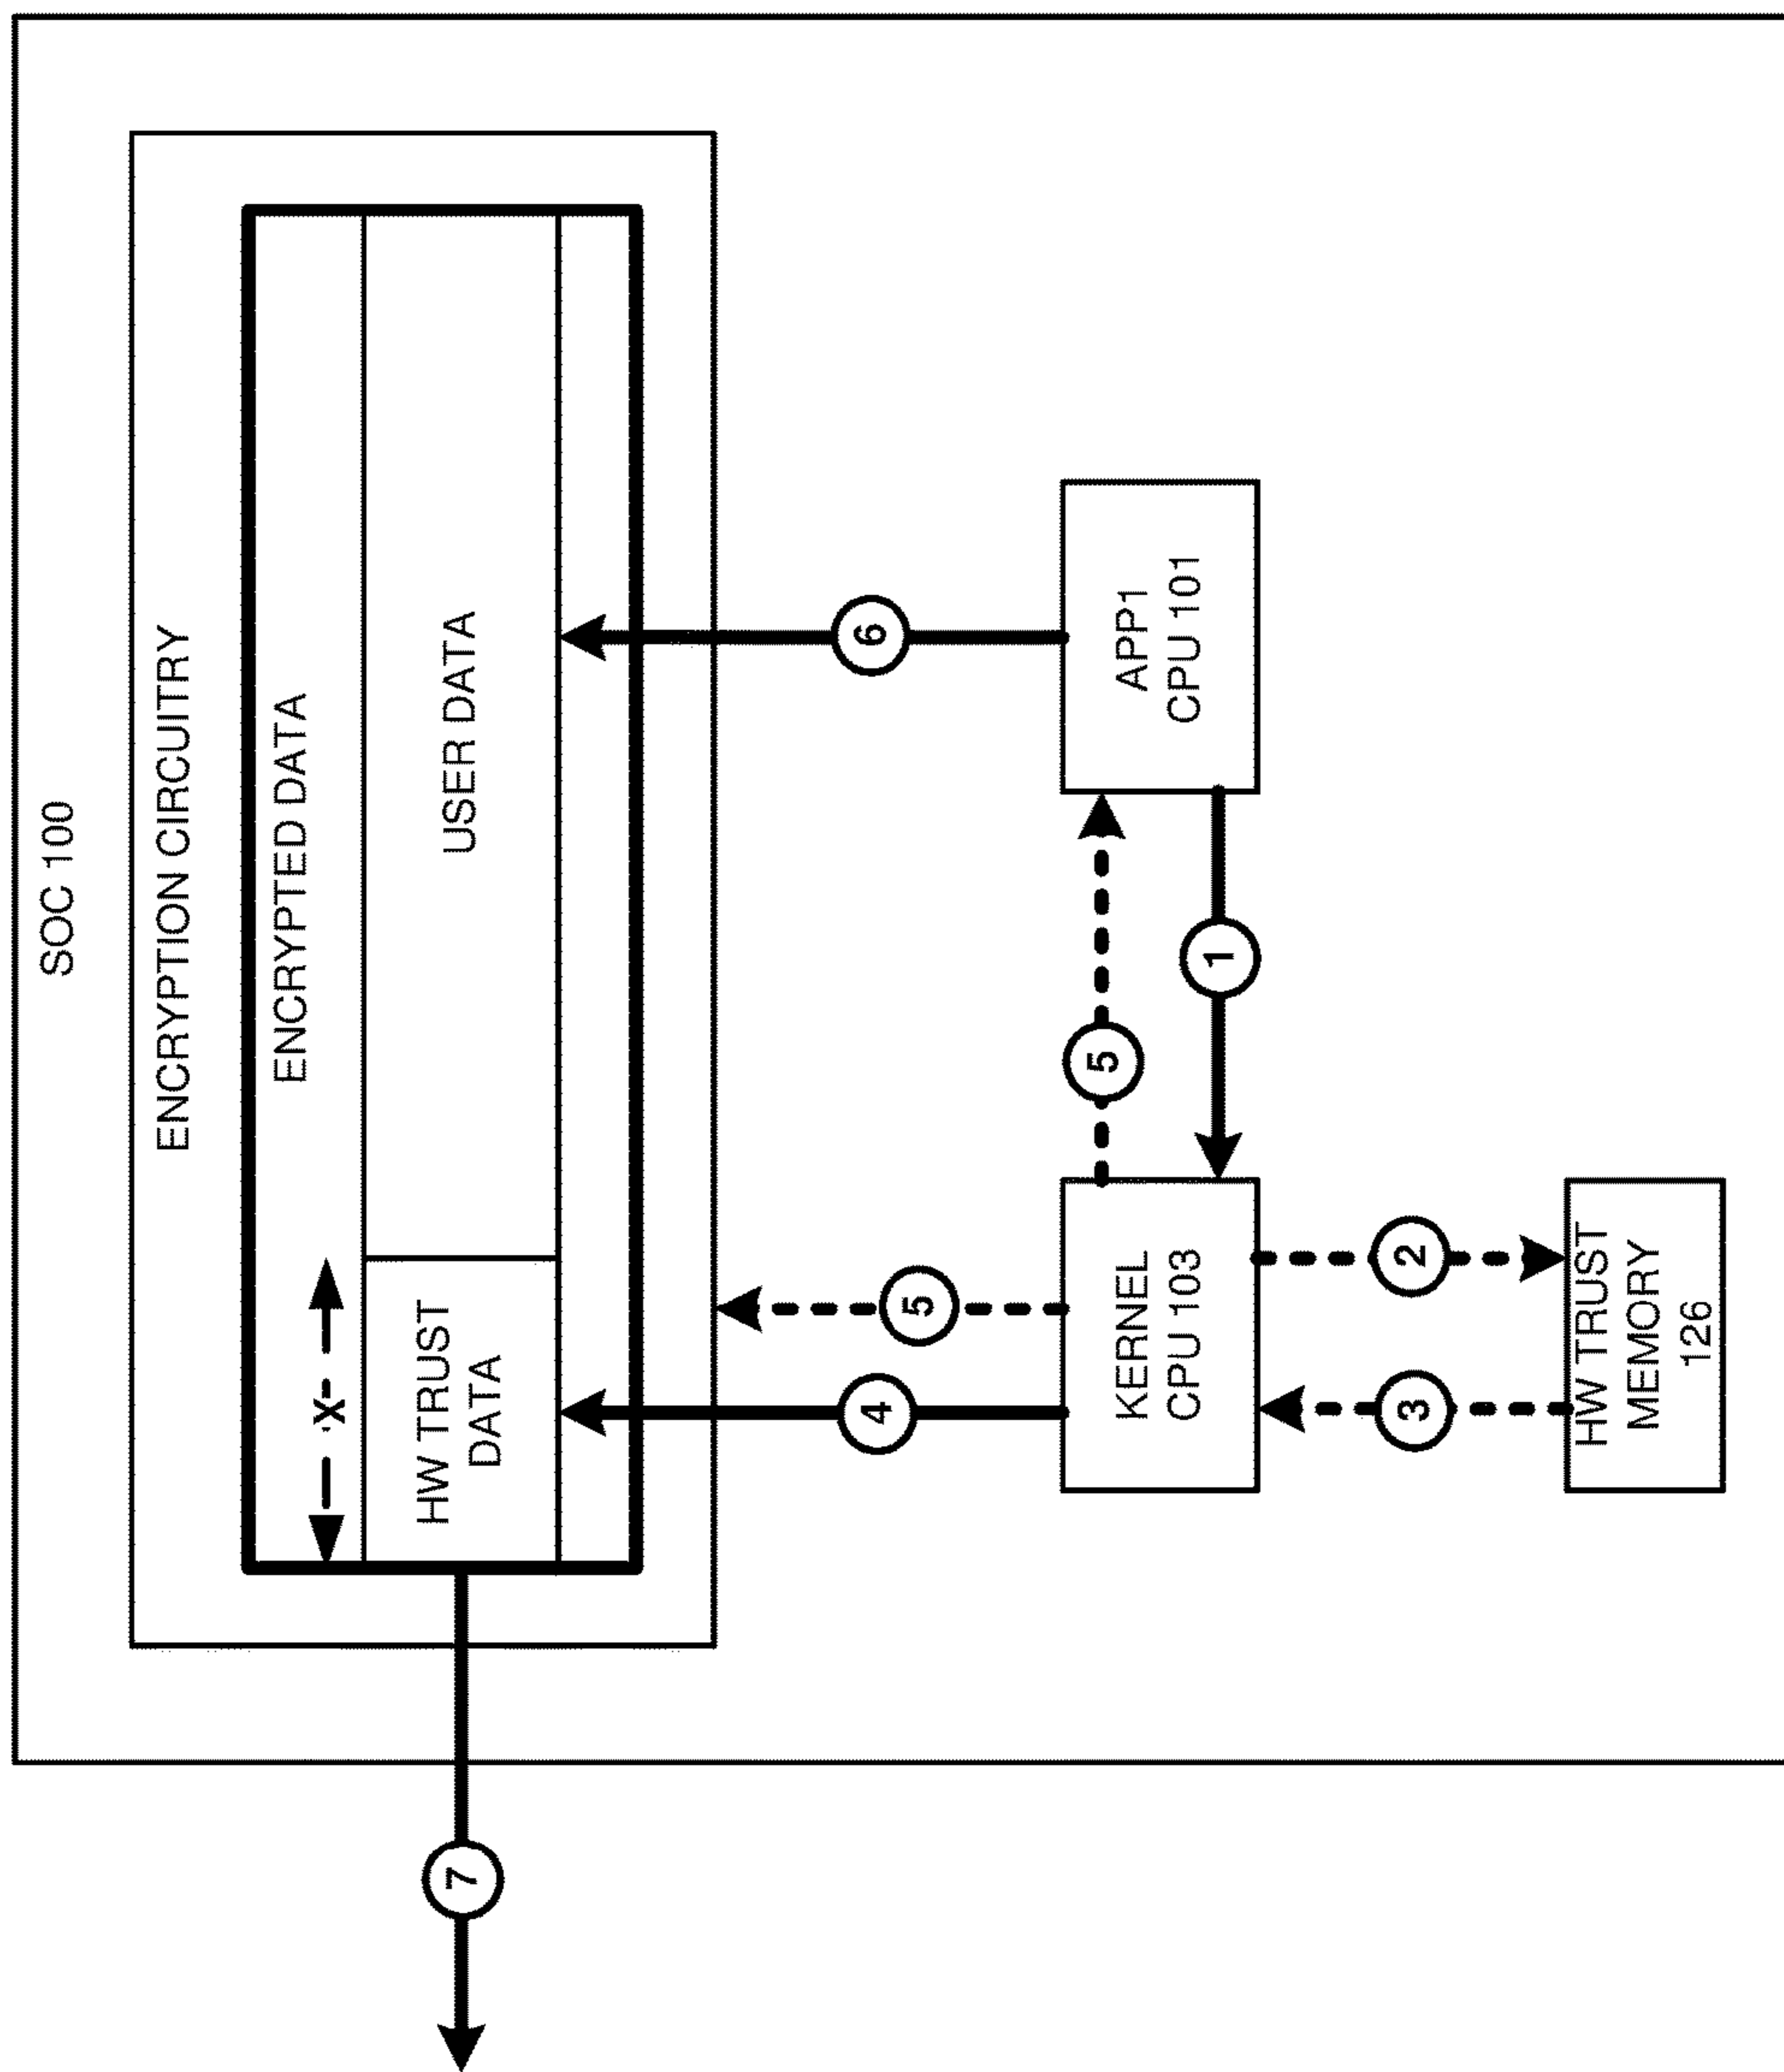 SOC 100
ENCRYPTION CIRCUITRY
ENCRYPTED DATA
X
HW TRUST
DATA
USER DATA
7
4
5
6
KERNEL
CPU 103
5
1
APP1
CPU 101
3
2
HW TRUST
MEMORY
126